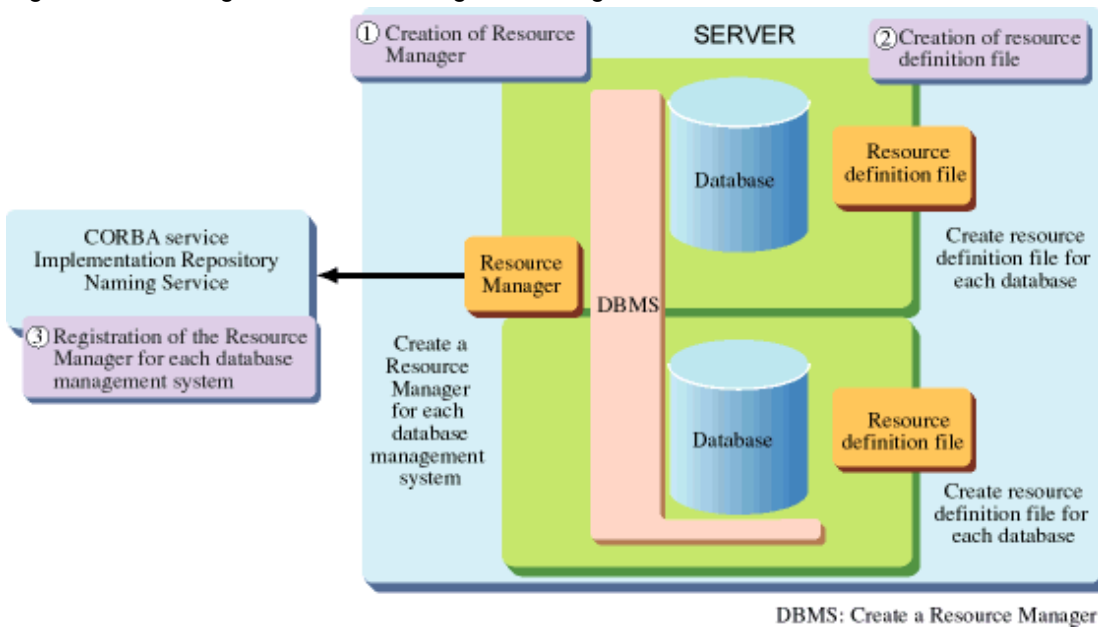 ① Creation of Resource
Manager
SERVER
② Creation of resource
definition file
Database
Resource
definition file
Create resource
definition file for
each database
CORBA service
Implementation Repository
Naming Service
③ Registration of the Resource
Manager for each database
management system
Resource
Manager
DBMS
Create a
Resource
Manager
for each
database
management
system
Database
Resource
definition file
Create resource
definition file for
each database
DBMS: Create a Resource Manager